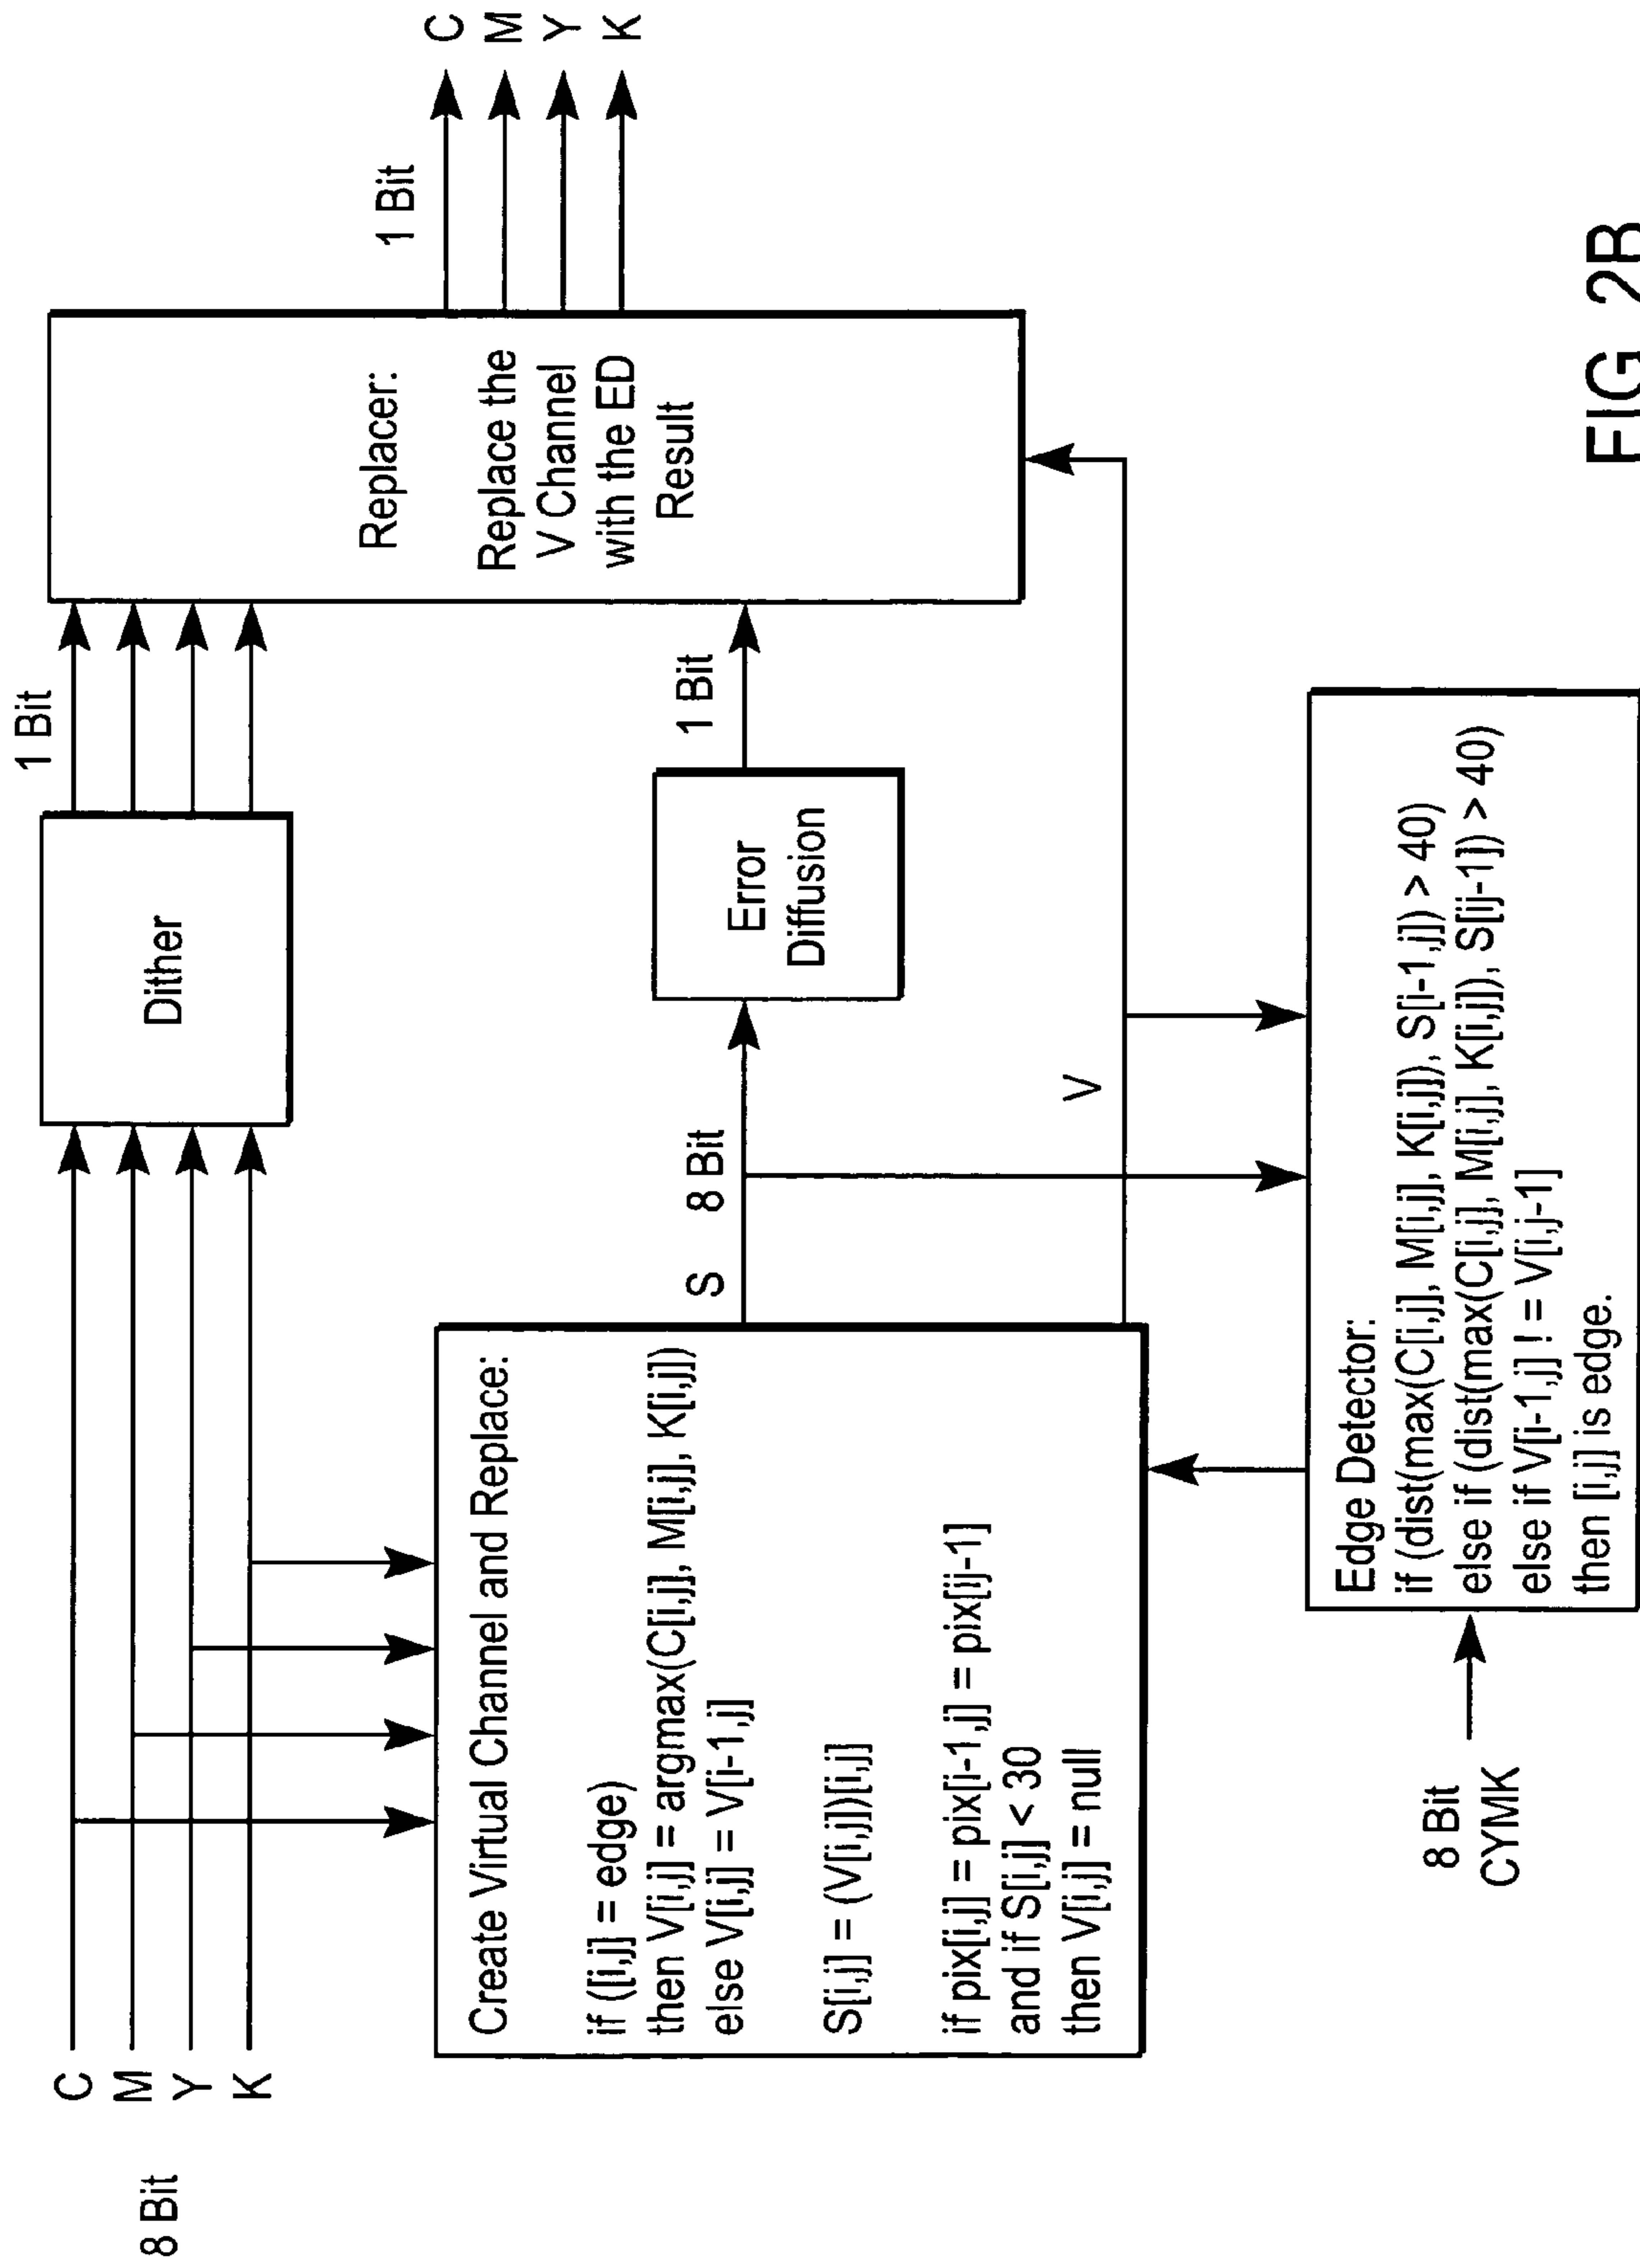 8 Bit
C
M
Y
K
Dither
1 Bit
Create Virtual Channel and Replace:
if ([i,j] = edge)
then V[i,j] = argmax(C[i,j], M[i,j], K[i,j])
else V[i,j] = V[i-1,j]
S[i,j] = (V[i,j])[i,j]
if pix[i,j] = pix[i-1,j] = pix[ij-1]
and if S[i,j] < 30
then V[i,j] = null
S
8 Bit
Error
Diffusion
1 Bit
V
Replacer:
Replace the
V Channel
with the ED
Result
1 Bit
C
M
Y
K
8 Bit
CYMK
Edge Detector:
if (dist(max(C[i,j], M[i,j], K[i,j]), S[i-1,j]) > 40)
else if (dist(max(C[i,j], M[i,j], K[i,j]), S[ij-1]) > 40)
else if V[i-1,j] ! = V[i,j-1]
then [i,j] is edge.
FIG 2B